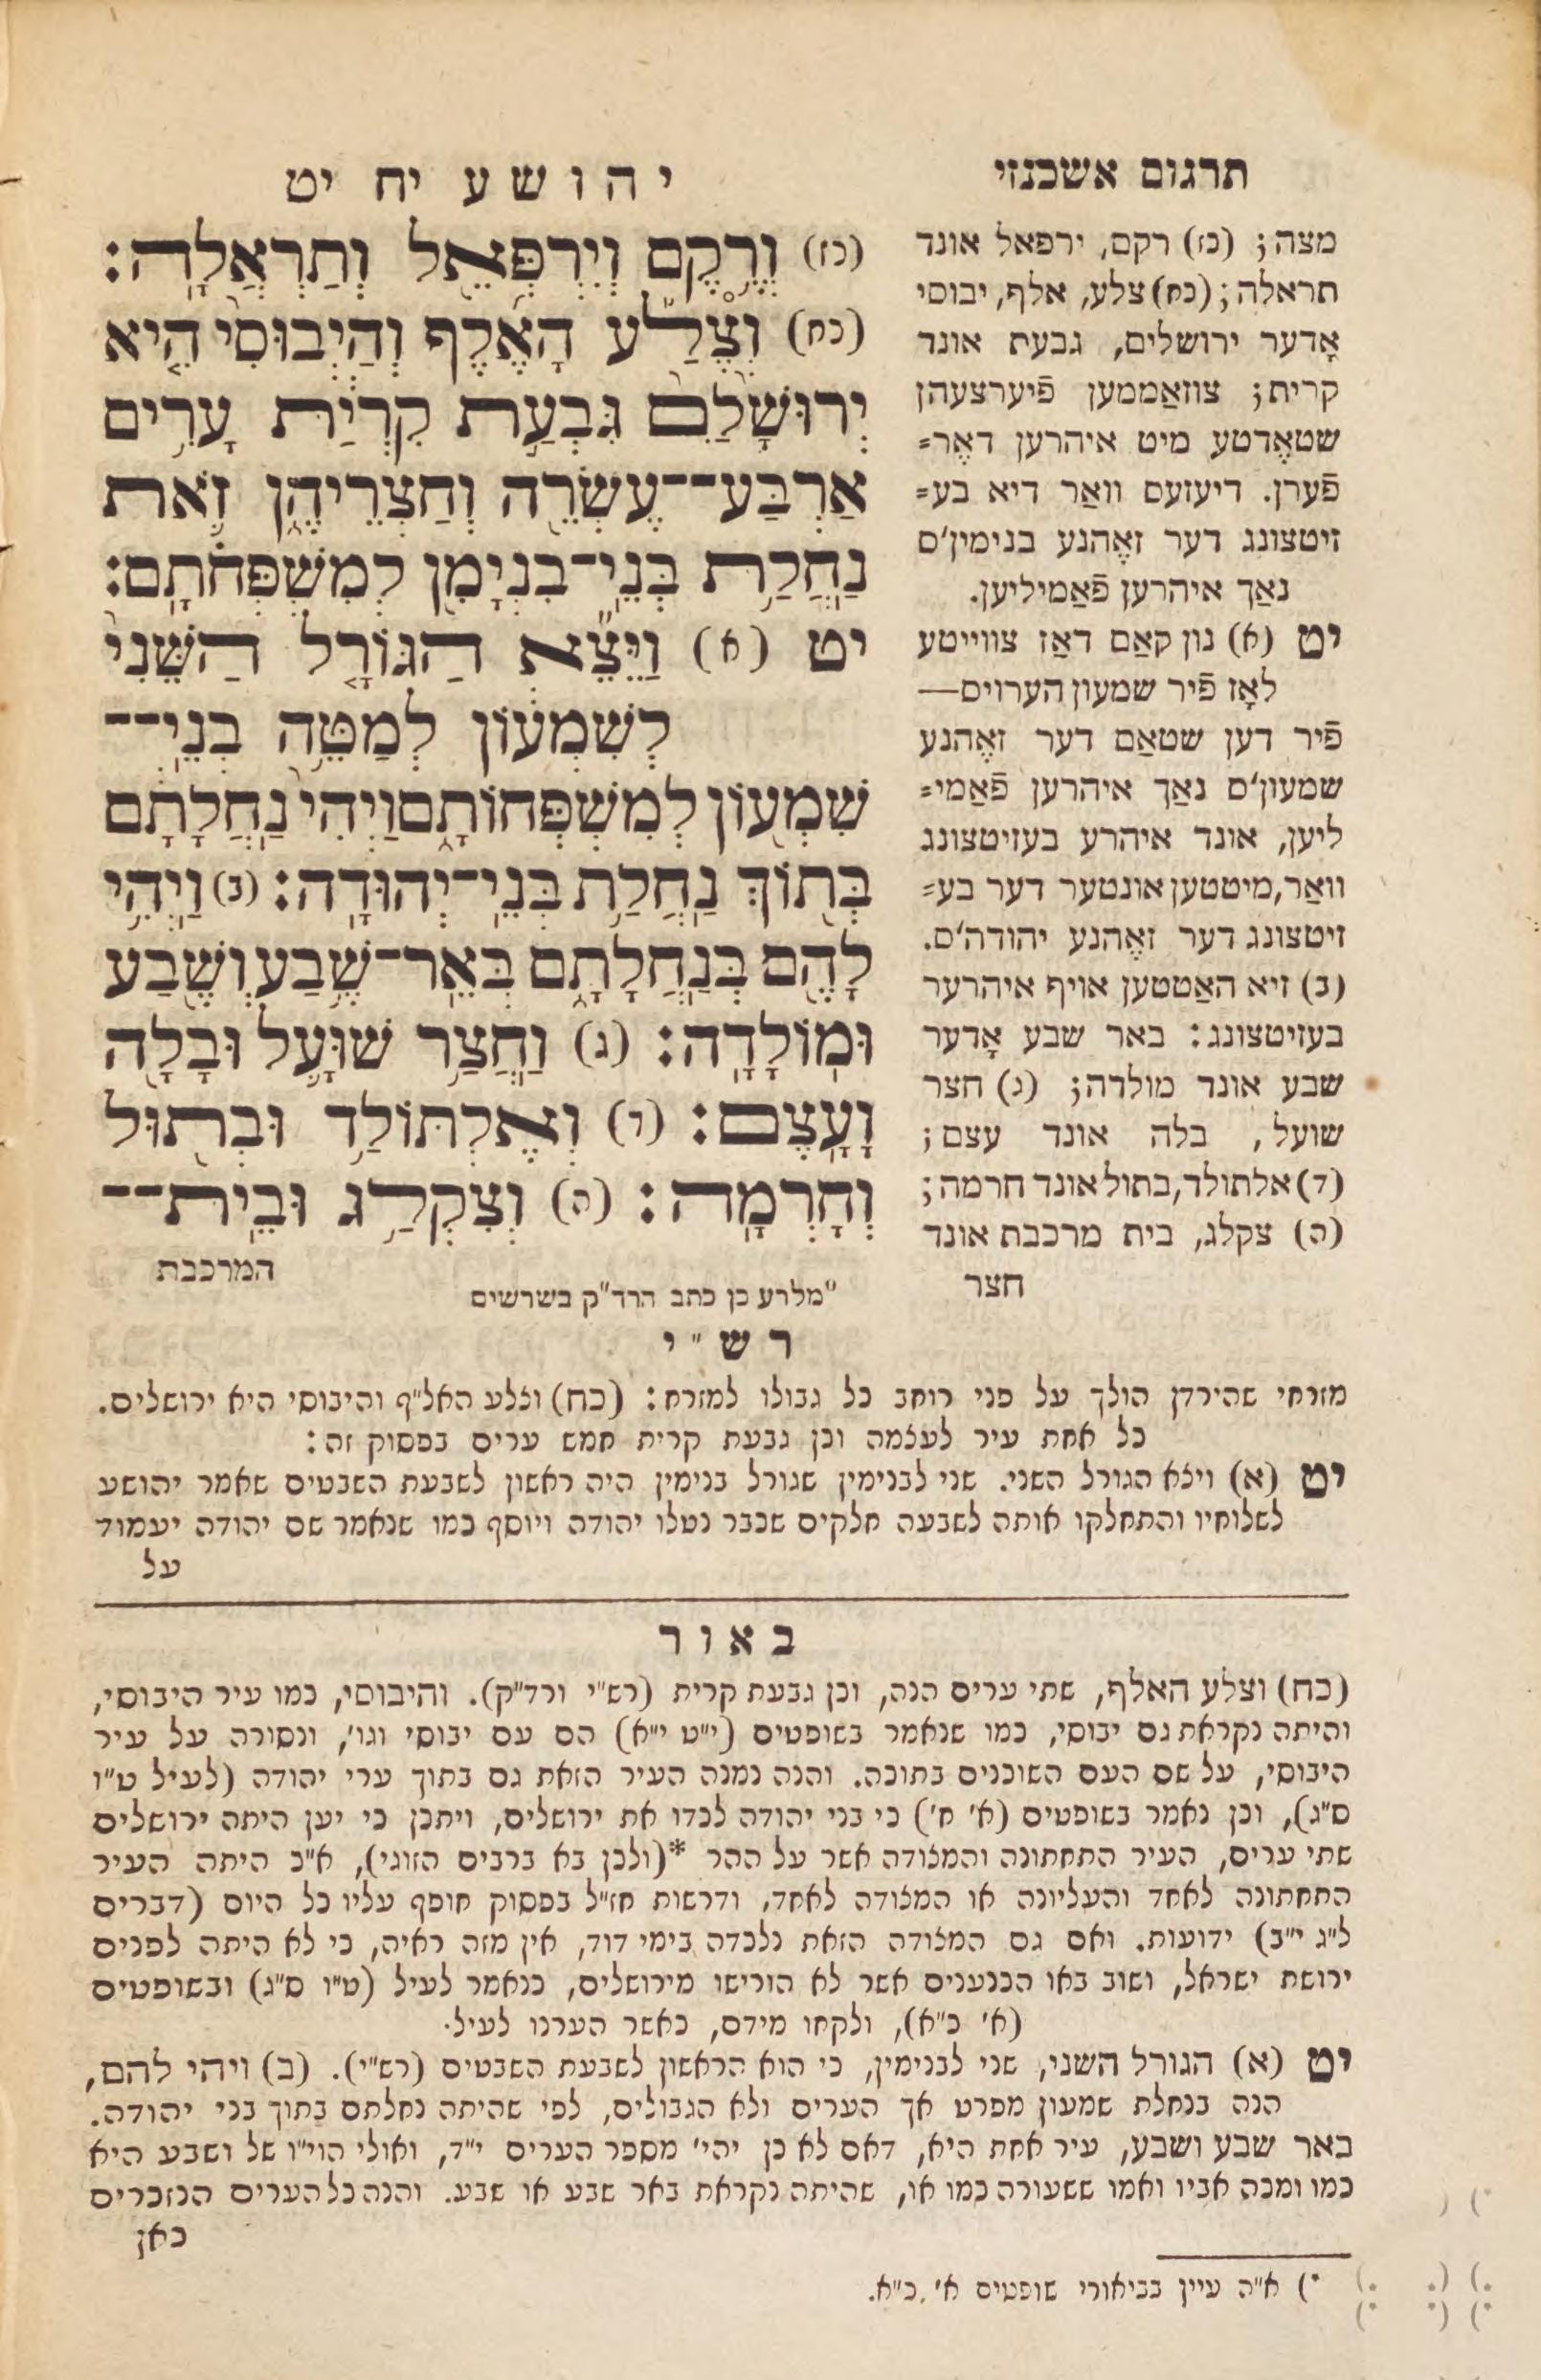 תרגום אשכנזי
מצה; (כז) רקם, ירפאל אונד
תראלה; (כח) צלע, אלף, יבוסי
אָדער ירושלים, גבעת אונד
קרית; צוזאַממען פֿיערצעהן
שטאֶדטע מיט איהרען דאֶר=
פֿערן. דיעזעס וואַר דיא בע=
זיטצונג דער זאֶהנע בנימין'ס
נאַך איהרען פֿאַמיליען.
יט (א) נון קאַם דאַז צווייטע
לאָז פֿיר שמעון הערויס—
פֿיר דען שטאַם דער זאֶהנע
שמעון'ס נאַך איהרען פֿאַמי=
ליען, אונד איהרע בעזיטצונג
וואַר, מיטטען אונטער דער בע=
זיטצונג דער זאֶהנע יהודה'ס.
(ב) זיא האַטטען אויף איהרער
בעזיטצונג: באר שבע אָדער
שבע אונד מולדה; (ג) חצר
שועל, בלה אונד עצם;
(ד) אלתולד, בתול אונד חרמה;
(ה) צקלג, בית מרכבת אונד
חצר
יהושע יח יט
(כז) וְרֶ֥קֶם וְיִרְפְּאֵ֖ל וְתַרְאֲלָֽה׃
(כח) וְצֵלַ֡ע הָאֶ֜לֶף וְהַיְבוּסִ֨י הִ֤יא
יְרוּשָׁלִַ֨ם֙ גִּבְעַ֣ת קִרְיַ֔ת עָרִ֥ים
אַרְבַּֽע־־עֶשְׂרֵ֖ה וְחַצְרֵיהֶ֑ן זֹ֛את
נַֽחֲלַ֥ת בְּנֵֽי־בִנְיָמִ֖ן לְמִשְׁפְּחֹתָֽם׃
יט (א) וַיֵּצֵ֞א הַגּוֹרָ֤ל הַשֵּׁנִי֙
לְשִׁמְע֔וֹן לְמַטֵּ֥ה בְנֵֽי־־
שִׁמְע֖וֹן לְמִשְׁפְּחוֹתָ֑ם וַיְהִי֙ נַֽחֲלָתָ֔ם
בְּת֖וֹךְ נַֽחֲלַ֥ת בְּנֵֽי־יְהוּדָֽה׃ (ב) וַיְהִ֥י
לָהֶ֖ם בְּנַֽחֲלָתָ֑ם בְּאֵֽר־שֶׁ֥בַע וְשֶׁ֖בַע
וּמֽוֹלָדָֽה׃ (ג) וַֽחֲצַ֥ר שׁוּעָ֛ל וּבָלָ֖ה
וָעָֽצֶם׃ (ד) וְאֶלְתּוֹלַ֥ד וּבְת֖וּל
וְחָרְמָֽה׃ (ה) וְצִֽקְלַ֥ג וּבֵֽית־־
המרכבת
°מלרע כן כתב הרד"ק בשרשים
רש"י
מזרחי שהירדן הולך על פני רוחב כל גבולו למזרח: (כח) וצלע האל"ף והיבוסי היא ירושלים.
כל אחת עיר לעצמה וכן גבעת קרית חמש ערים בפסוק זה:
יט (א) ויצא הגורל השני. שני לבנימין שגורל בנימין היה ראשון לשבעת השבטים שאמר יהושע
לשלוחיו והתחלקו אותה לשבעה חלקים שכבר נטלו יהודה ויוסף כמו שנאמר שם יהודה יעמוד
על
באור
(כח) וצלע האלף, שתי ערים הנה, וכן גבעת קרית (רש"י ורד"ק). והיבוסי, כמו עיר היבוסי,
והיתה נקראת גם יבוסי, כמו שנאמר בשופטים (י"ט י"א) הם עם יבוסי וגו', ונסורה על עיר
היבוסי, על שם העם השוכנים בתוכה. והנה נמנה העיר הזאת גם בתוך ערי יהודה (לעיל ט"ו
ס"ג), וכן נאמר בשופטים (א' ח') כי בני יהודה לכדו את ירושלים, ויתכן כי יען היתה ירושלים
שתי ערים, העיר התחתונה והמצודה אשר על ההר *(ולכן בא ברבים הזוגי), א"כ היתה העיר
התחתונה לאחד והעליונה או המצודה לאחד, ודרשות חז"ל בפסוק חופף עליו כל היום (דברים
ל"ג י"ב) ידועות. ואם גם המצודה הזאת נלכדה בימי דוד, אין מזה ראיה, כי לא היתה לפנים
ירושת ישראל, ושוב באו הכנענים אשר לא הורישו מירושלים, כנאמר לעיל (ט"ו ס"ג) ובשופטים
(א' כ"א), ולקחו מידם, כאשר הערנו לעיל.
יט (א) הגורל השני, שני לבנימין, כי הוא הראשון לשבעת השבטים (רש"י). (ב) ויהי להם,
הנה בנחלת שמעון מפרט אך הערים ולא הגבולים, לפי שהיתה נחלתם בתוך בני יהודה.
באר שבע ושבע, עיר אחת היא, דאם לא כן יהי' מספר הערים י"ד, ואולי הוי"ו של ושבע היא
כמו ומכה אביו ואמו ששעורה כמו או, שהיתה נקראת באר שבע או שבע. והנה כל הערים הנזכרים
כאן
*) א"ה עיין בביאורי שופטים א' כ"א.